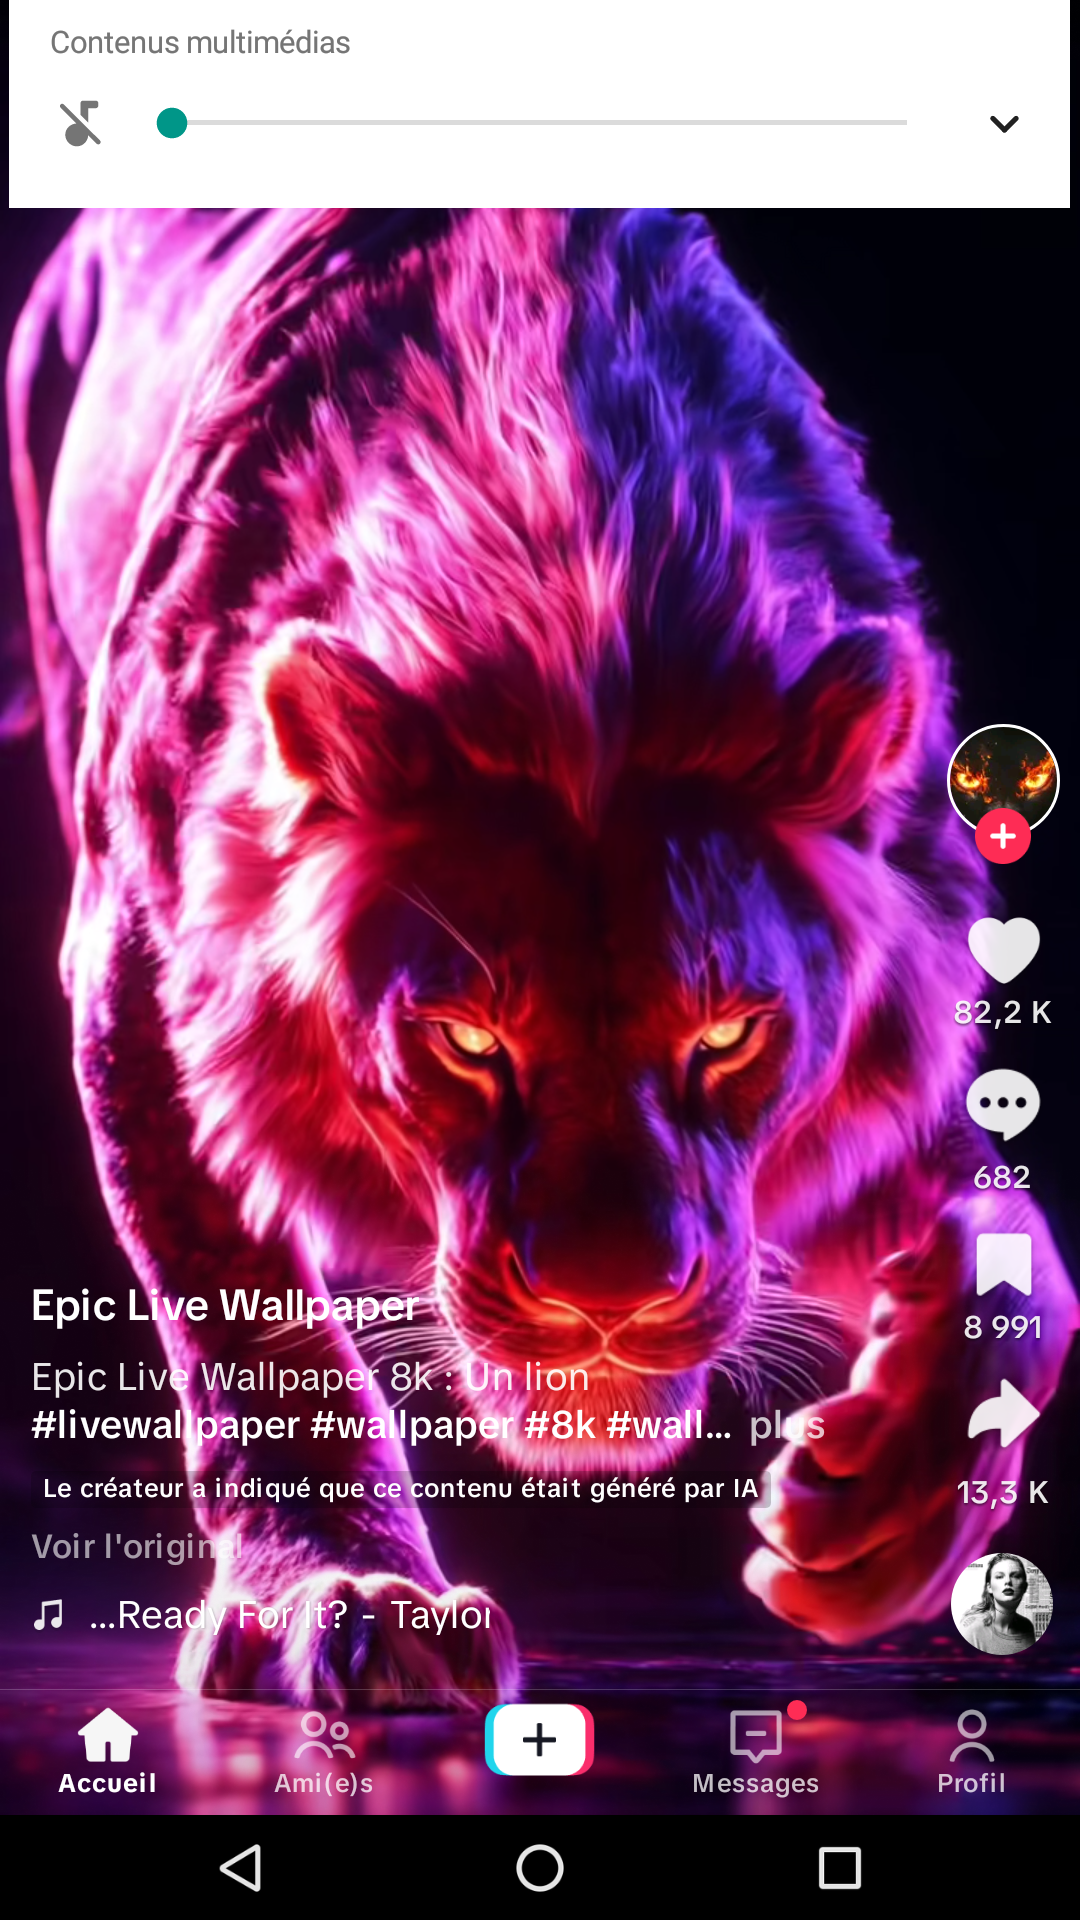 Contenus multimédias
82,2 K
682
8 991
13,3 K
Epic Live Wallpaper
Epic Live Wallpaper 8k : Un lion
#livewallpaper #wallpaper #8k #wall... plus
Le créateur a indiqué que ce contenu était généré par IA
Voir l'original
...Ready For It? - Taylor
Accueil
Ami(e)s
Messages
Profil